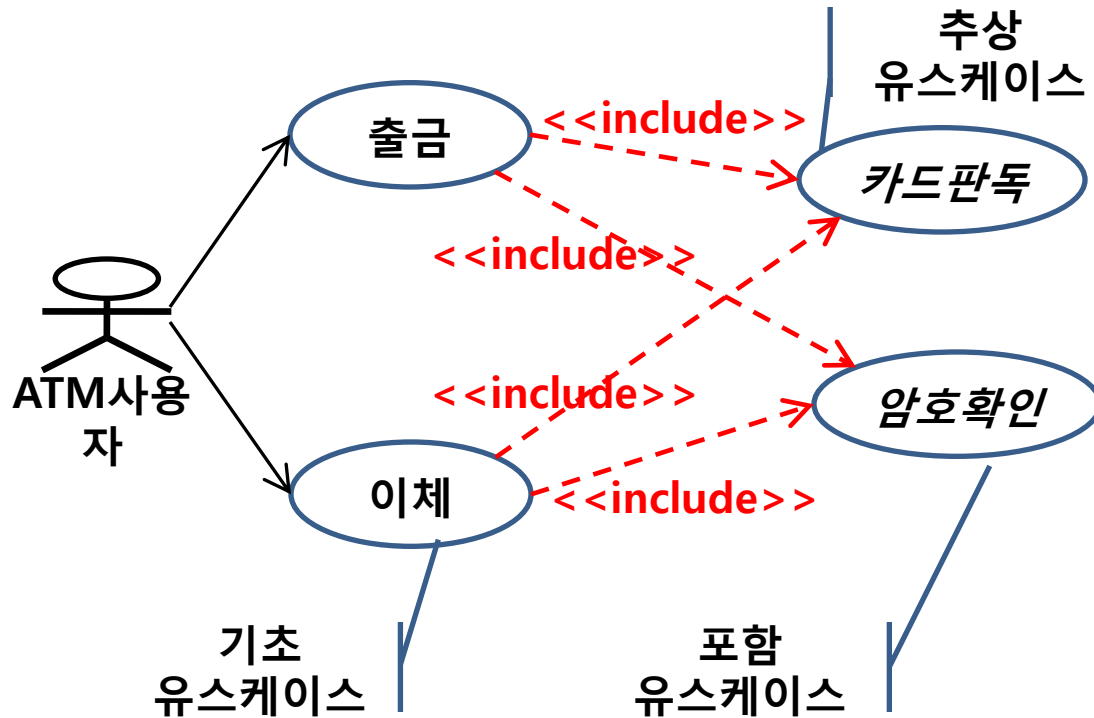 추상
유스케이스
<<include>>
출금
카드판독
<<include>>
ATM사용
자
<<include>>
암호확인
이체
<<include>>
기초
유스케이스
포함
유스케이스